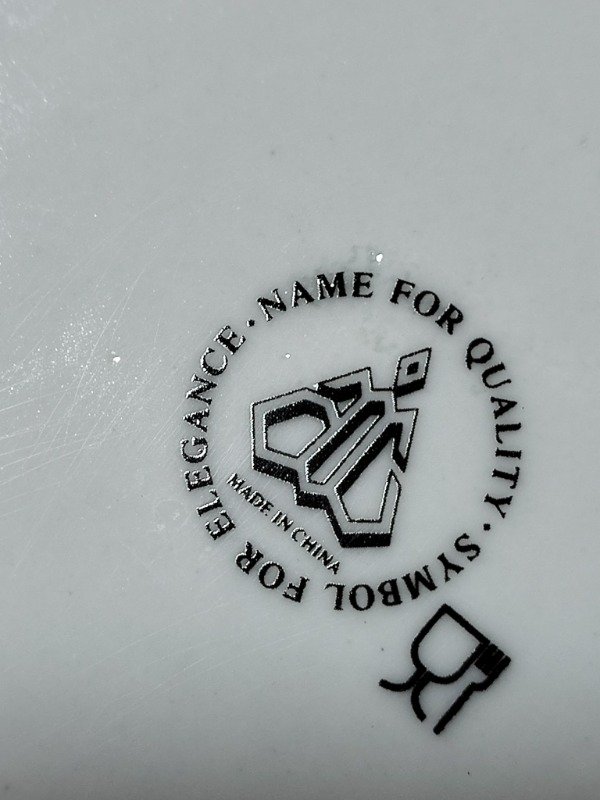 NAME FOR QUALITY · SYMBOL FOR ELEGANCE ·
MADE IN CHINA